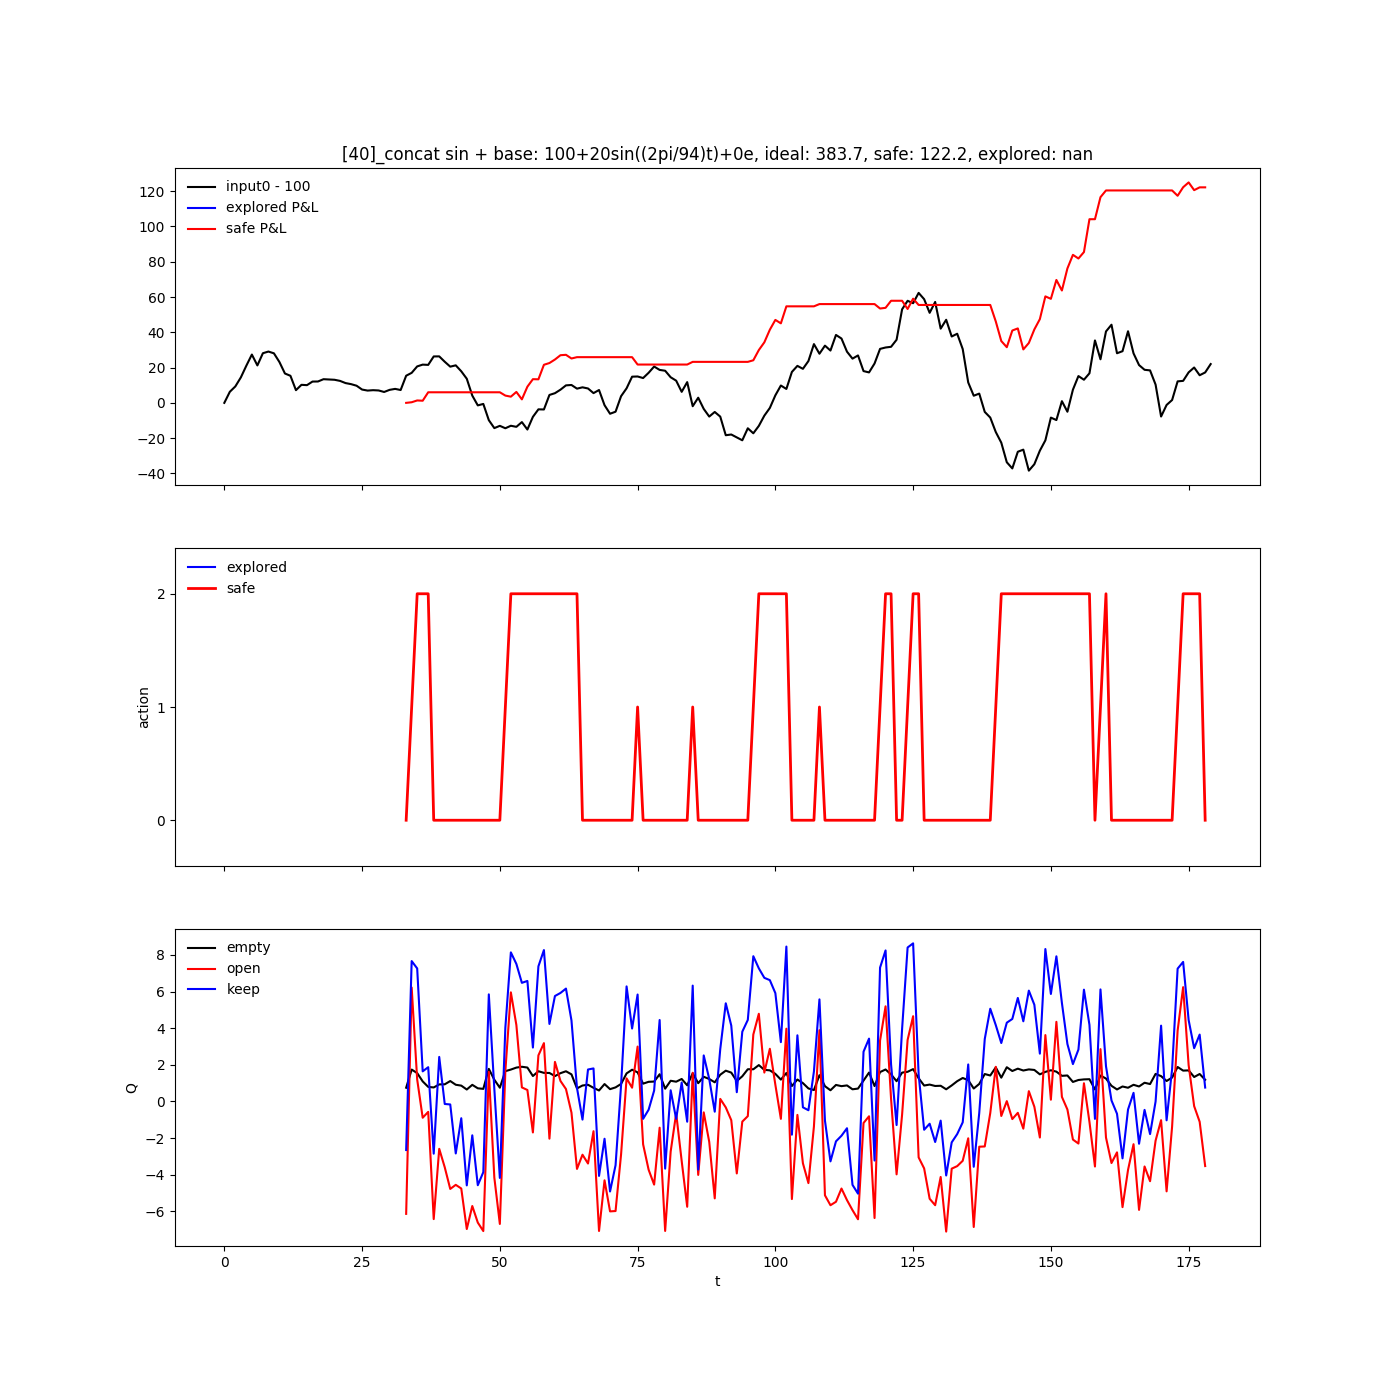 [40]_concat sin + base: 100+20sin((2pi/94)t)+0e, ideal: 383.7, safe: 122.2, explored: nan
input0 - 100
explored P&L
safe P&L
120
100
80
60
40
20
0
−20
−40
explored
safe
2
1
0
action
empty
open
keep
8
6
4
2
0
−2
−4
−6
Q
0 25 50 75 100 125 150 175
t